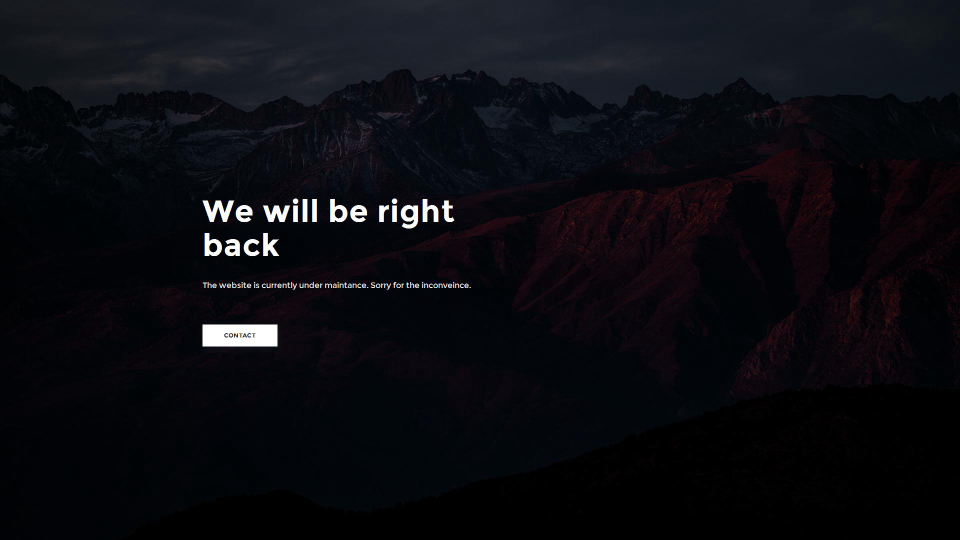 We will be right
back
The website is currently under maintance. Sorry for the inconveince.
CONTACT